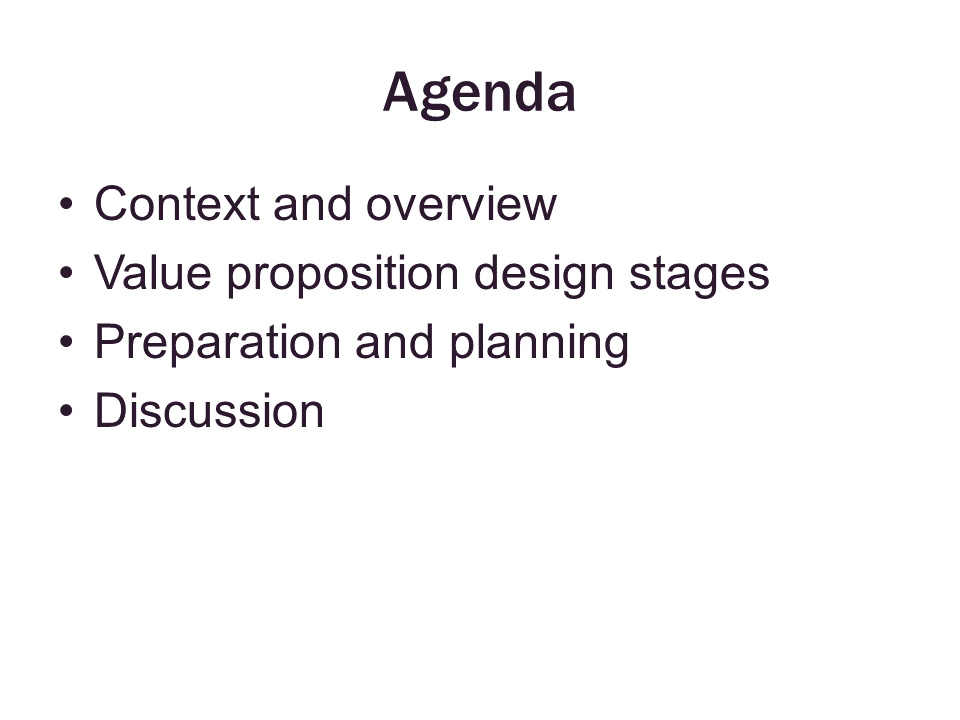 Agenda
• Context and overview
• Value proposition design stages
• Preparation and planning
• Discussion